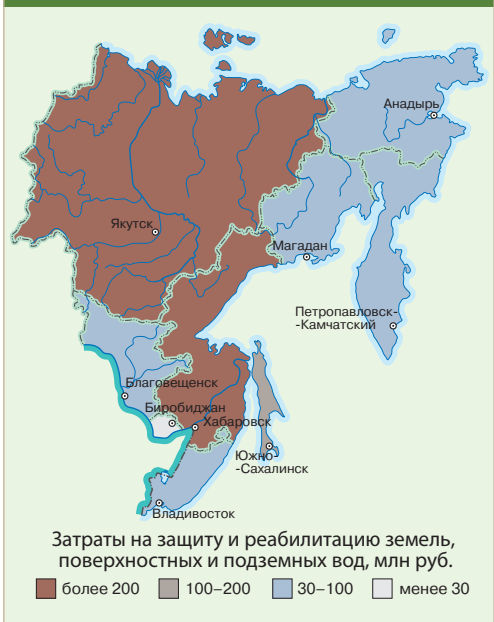 Анадырь
Якутск
Магадан
Петропавловск-
-Камчатский
Благовещенск
Биробиджан
Хабаровск
Южно-
-Сахалинск
Владивосток
Затраты на защиту и реабилитацию земель,
поверхностных и подземных вод, млн руб.
более 200 100–200 30–100 менее 30